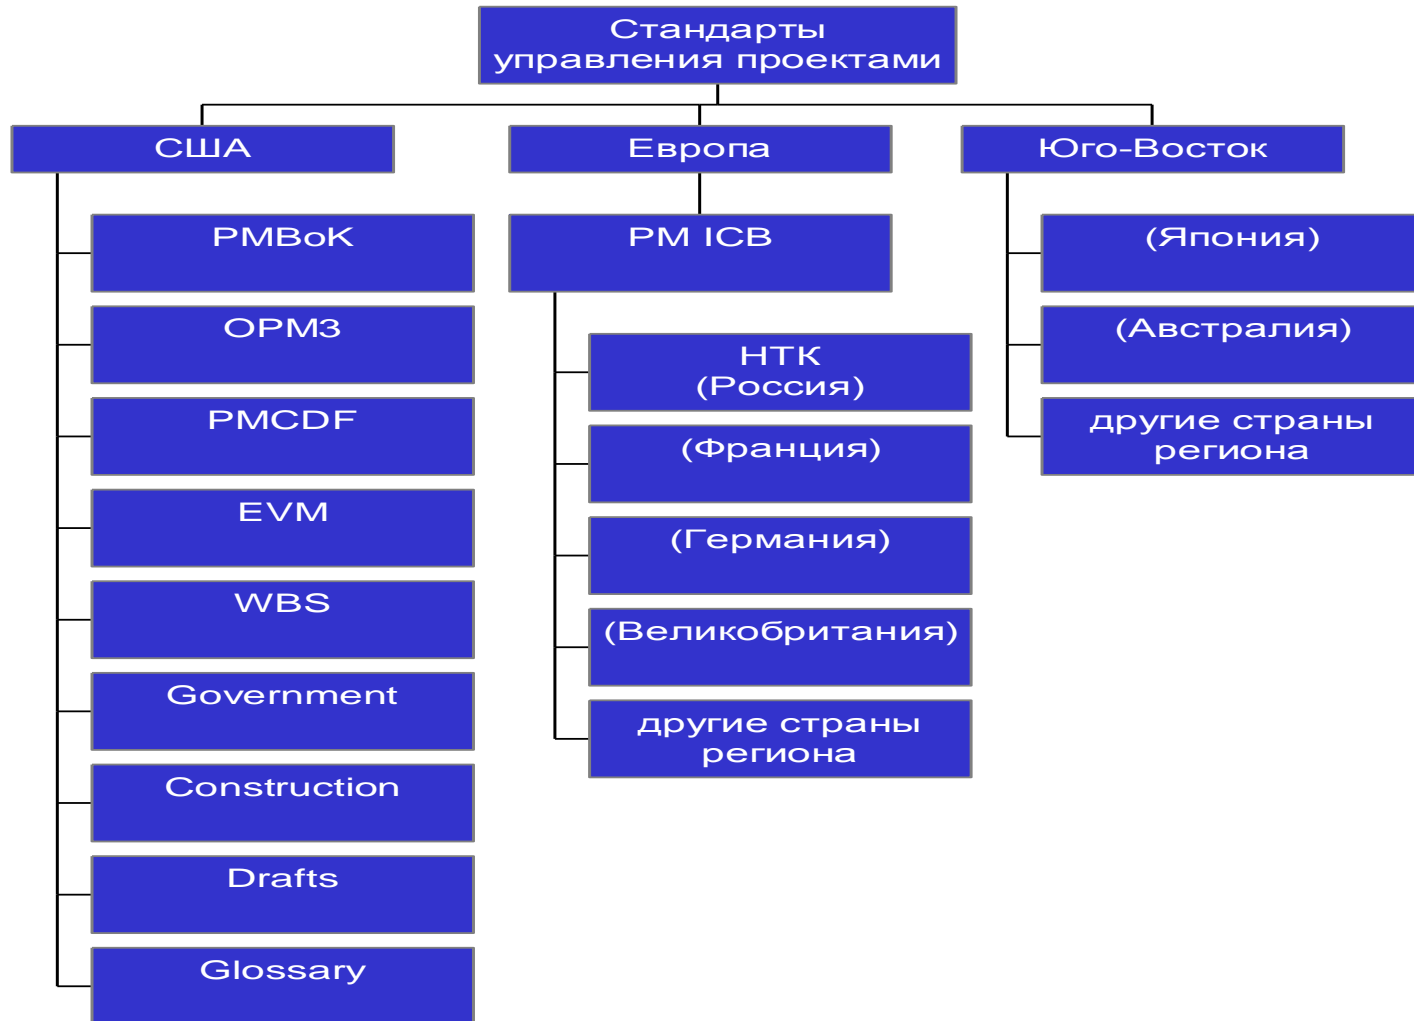 Стандарты
управления проектами
США
Европа
Юго-Восток
PMBoK
OPM3
PMCDF
EVM
WBS
Government
Construction
Drafts
Glossary
PM ICB
НТК
(Россия)
(Франция)
(Германия)
(Великобритания)
другие страны
региона
(Япония)
(Австралия)
другие страны
региона